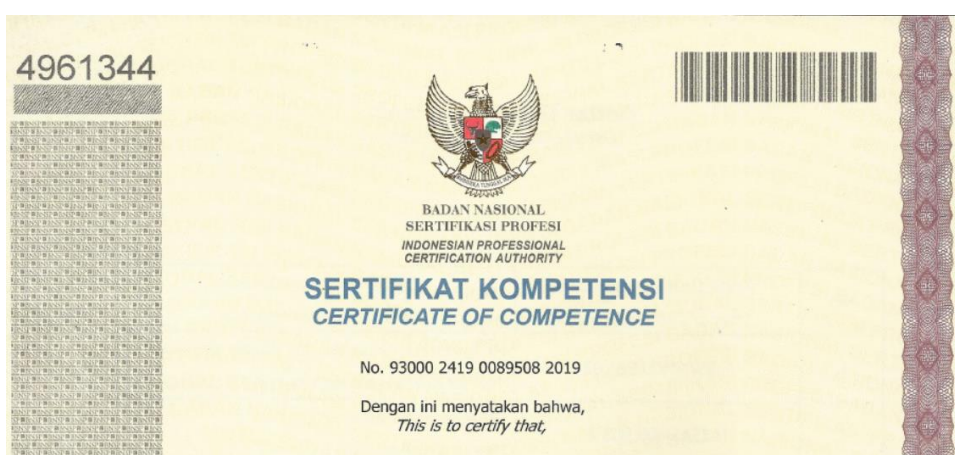 4961344
BADAN NASIONAL
SERTIFIKASI PROFESI
INDONESIAN PROFESSIONAL
CERTIFICATION AUTHORITY
SERTIFIKAT KOMPETENSI
CERTIFICATE OF COMPETENCE
No. 93000 2419 0089508 2019
Dengan ini menyatakan bahwa,
This is to certify that,